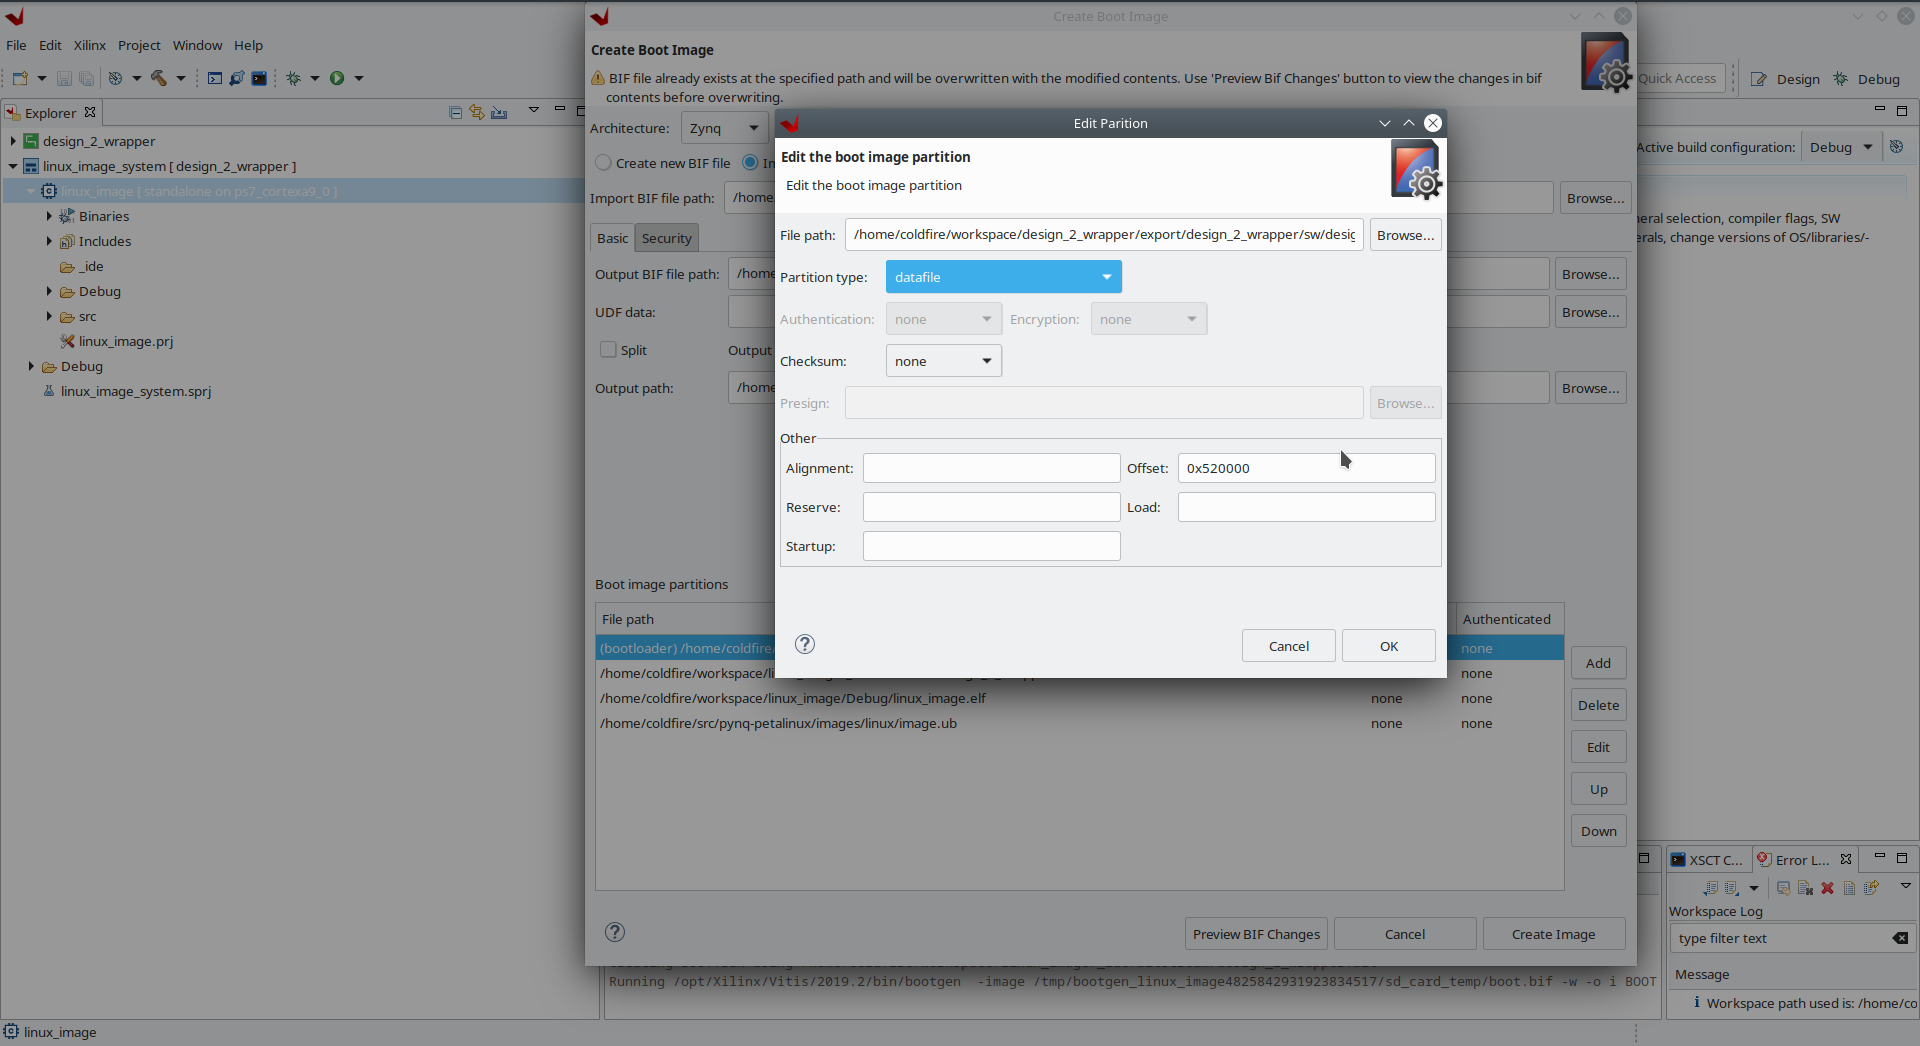 Create Boot Image
File Edit Xilinx Project Window Help
Create Boot Image
BIF file already exists at the specified path and will be overwritten with the modified contents. Use 'Preview Bif Changes' button to view the changes in bif
contents before overwriting.
Quick Access Design Debug
Explorer
design_2_wrapper
linux_image_system [ design_2_wrapper ]
linux_image [ standalone on ps7_cortexa9_0 ]
Binaries
Includes
_ide
Debug
src
linux_image.prj
Debug
linux_image_system.sprj
Architecture: Zynq
Create new BIF file
Import BIF file path: /home Browse...
Basic Security
Output BIF file path: /home Browse...
UDF data: Browse...
Split Output
Output path: /home Browse...
Edit Parition
Edit the boot image partition
Edit the boot image partition
File path: /home/coldfire/workspace/design_2_wrapper/export/design_2_wrapper/sw/desig Browse...
Partition type: datafile
Authentication: none Encryption: none
Checksum: none
Presign: Browse...
Other
Alignment: Offset: 0x520000
Reserve: Load:
Startup:
Cancel OK
Active build configuration: Debug
eral selection, compiler flags, SW
erals, change versions of OS/libraries/-
Boot image partitions
File path Authenticated
(bootloader) /home/coldfire/ none
/home/coldfire/workspace/li none
/home/coldfire/workspace/linux_image/Debug/linux_image.elf none none
/home/coldfire/src/pynq-petalinux/images/linux/image.ub none none
Add
Delete
Edit
Up
Down
Preview BIF Changes Cancel Create Image
Running /opt/Xilinx/Vitis/2019.2/bin/bootgen -image /tmp/bootgen_linux_image4825842931923834517/sd_card_temp/boot.bif -w -o i BOOT
XSCT C... Error L...
Workspace Log
type filter text
Message
Workspace path used is: /home/co
linux_image